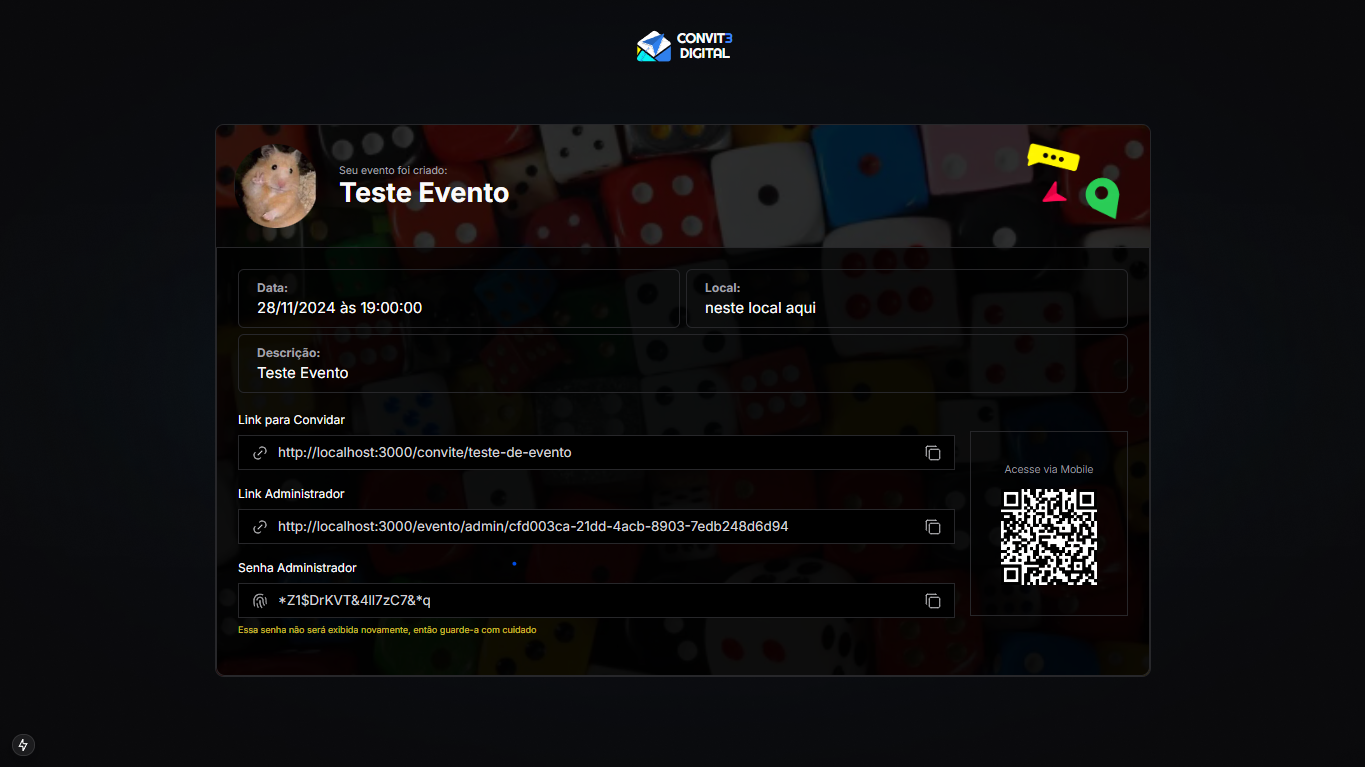 CONVIT3
DIGITAL
Seu evento foi criado:
Teste Evento
Data:
28/11/2024 às 19:00:00
Local:
neste local aqui
Descrição:
Teste Evento
Link para Convidar
http://localhost:3000/convite/teste-de-evento
Acesse via Mobile
Link Administrador
http://localhost:3000/evento/admin/cfd003ca-21dd-4acb-8903-7edb248d6d94
Senha Administrador
*Z1$DrKVT&4Il7zC7&*q
Essa senha não será exibida novamente, então guarde-a com cuidado